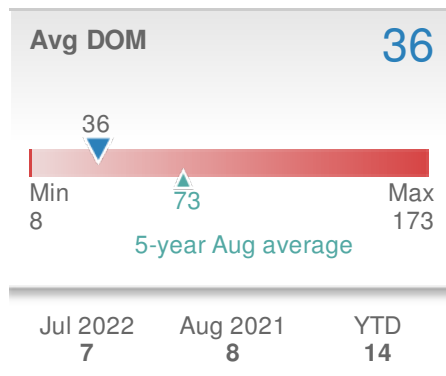 Avg DOM 36
36
Min Max
8 173
73
5-year Aug average
Jul 2022 Aug 2021 YTD
7 8 14